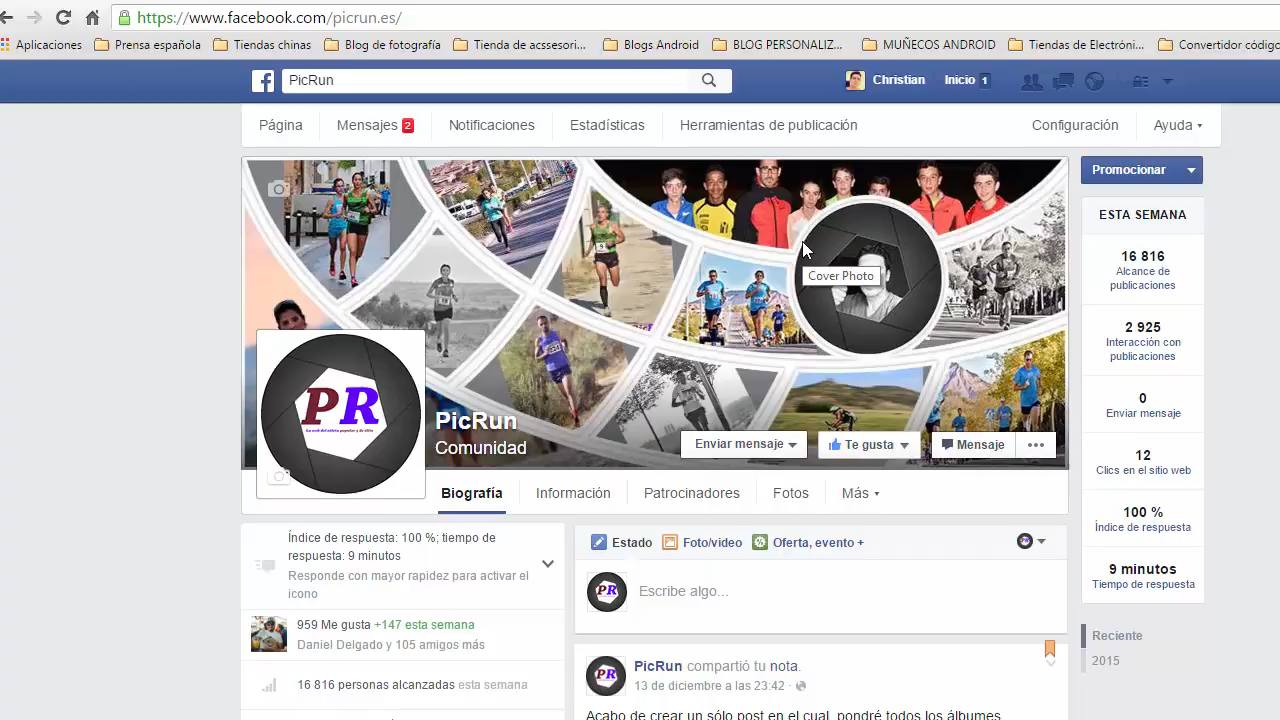 https://www.facebook.com/picrun.es/
Aplicaciones Prensa española Tiendas chinas Blog de fotografí... Tienda de acssesori... Blogs Android BLOG PERSONALIZ... MUÑECOS ANDROID Tiendas de Electróni... Convertidor código
PicRun Christian Inicio 1
Página Mensajes 2 Notificaciones Estadísticas Herramientas de publicación Configuración Ayuda
Promocionar
ESTA SEMANA
16 816
Alcance de
publicaciones
2 925
Interacción con
publicaciones
0
Enviar mensaje
12
Clics en el sitio web
100 %
Índice de respuesta
9 minutos
Tiempo de respuesta
Reciente
2015
Cover Photo
PR
PicRun
Comunidad
Enviar mensaje Te gusta Mensaje
Biografía Información Patrocinadores Fotos Más
Índice de respuesta: 100 %; tiempo de
respuesta: 9 minutos
Responde con mayor rapidez para activar el
icono
959 Me gusta +147 esta semana
Daniel Delgado y 105 amigos más
16 816 personas alcanzadas esta semana
Estado Foto/video Oferta, evento +
PR Escribe algo...
PR PicRun compartió tu nota.
13 de diciembre a las 23:42
Acabo de crear un sólo post en el cual, pondré todos los álbumes